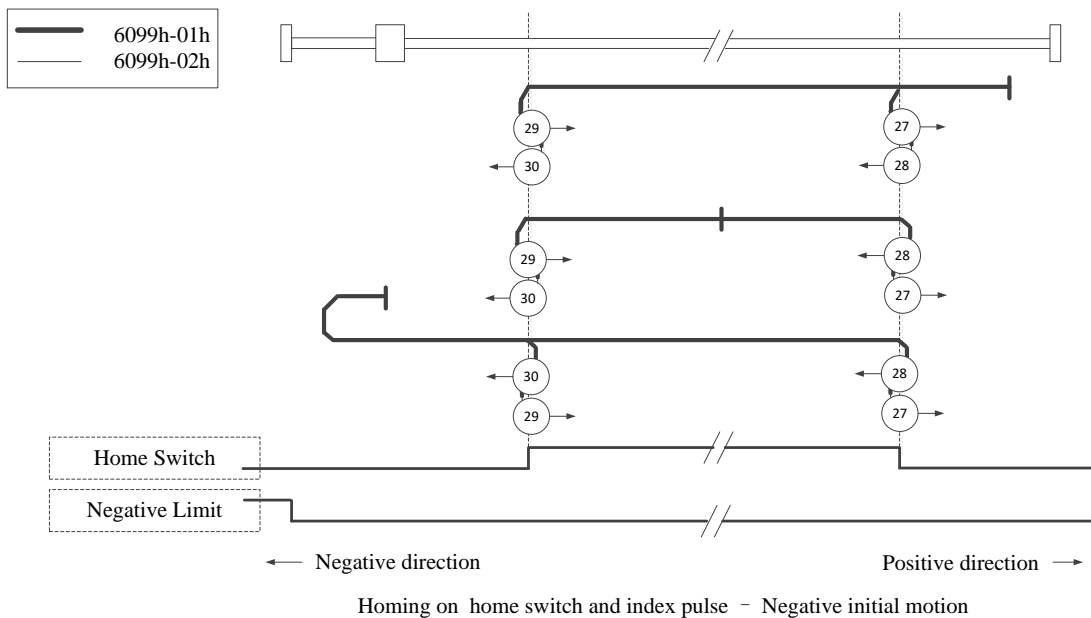 6099h-01h
6099h-02h
29
27
30
28
29
28
30
27
30
28
29
27
Home Switch
Negative Limit
Negative direction
Positive direction
Homing on home switch and index pulse － Negative initial motion